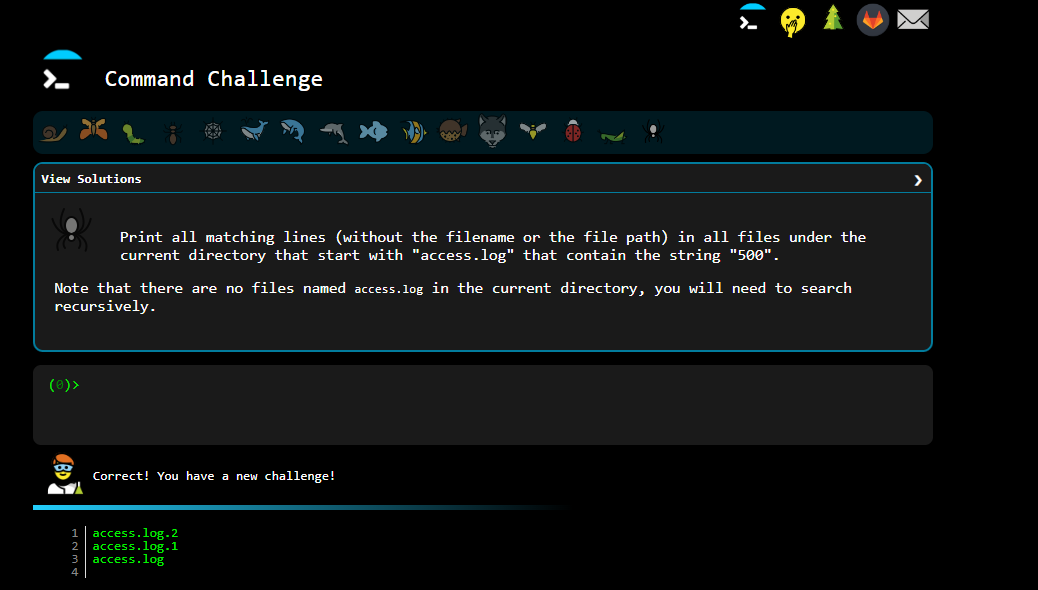 Command Challenge
View Solutions
Print all matching lines (without the filename or the file path) in all files under the
current directory that start with "access.log" that contain the string "500".
Note that there are no files named access.log in the current directory, you will need to search
recursively.
(0)>
Correct! You have a new challenge!
1 access.log.2
2 access.log.1
3 access.log
4